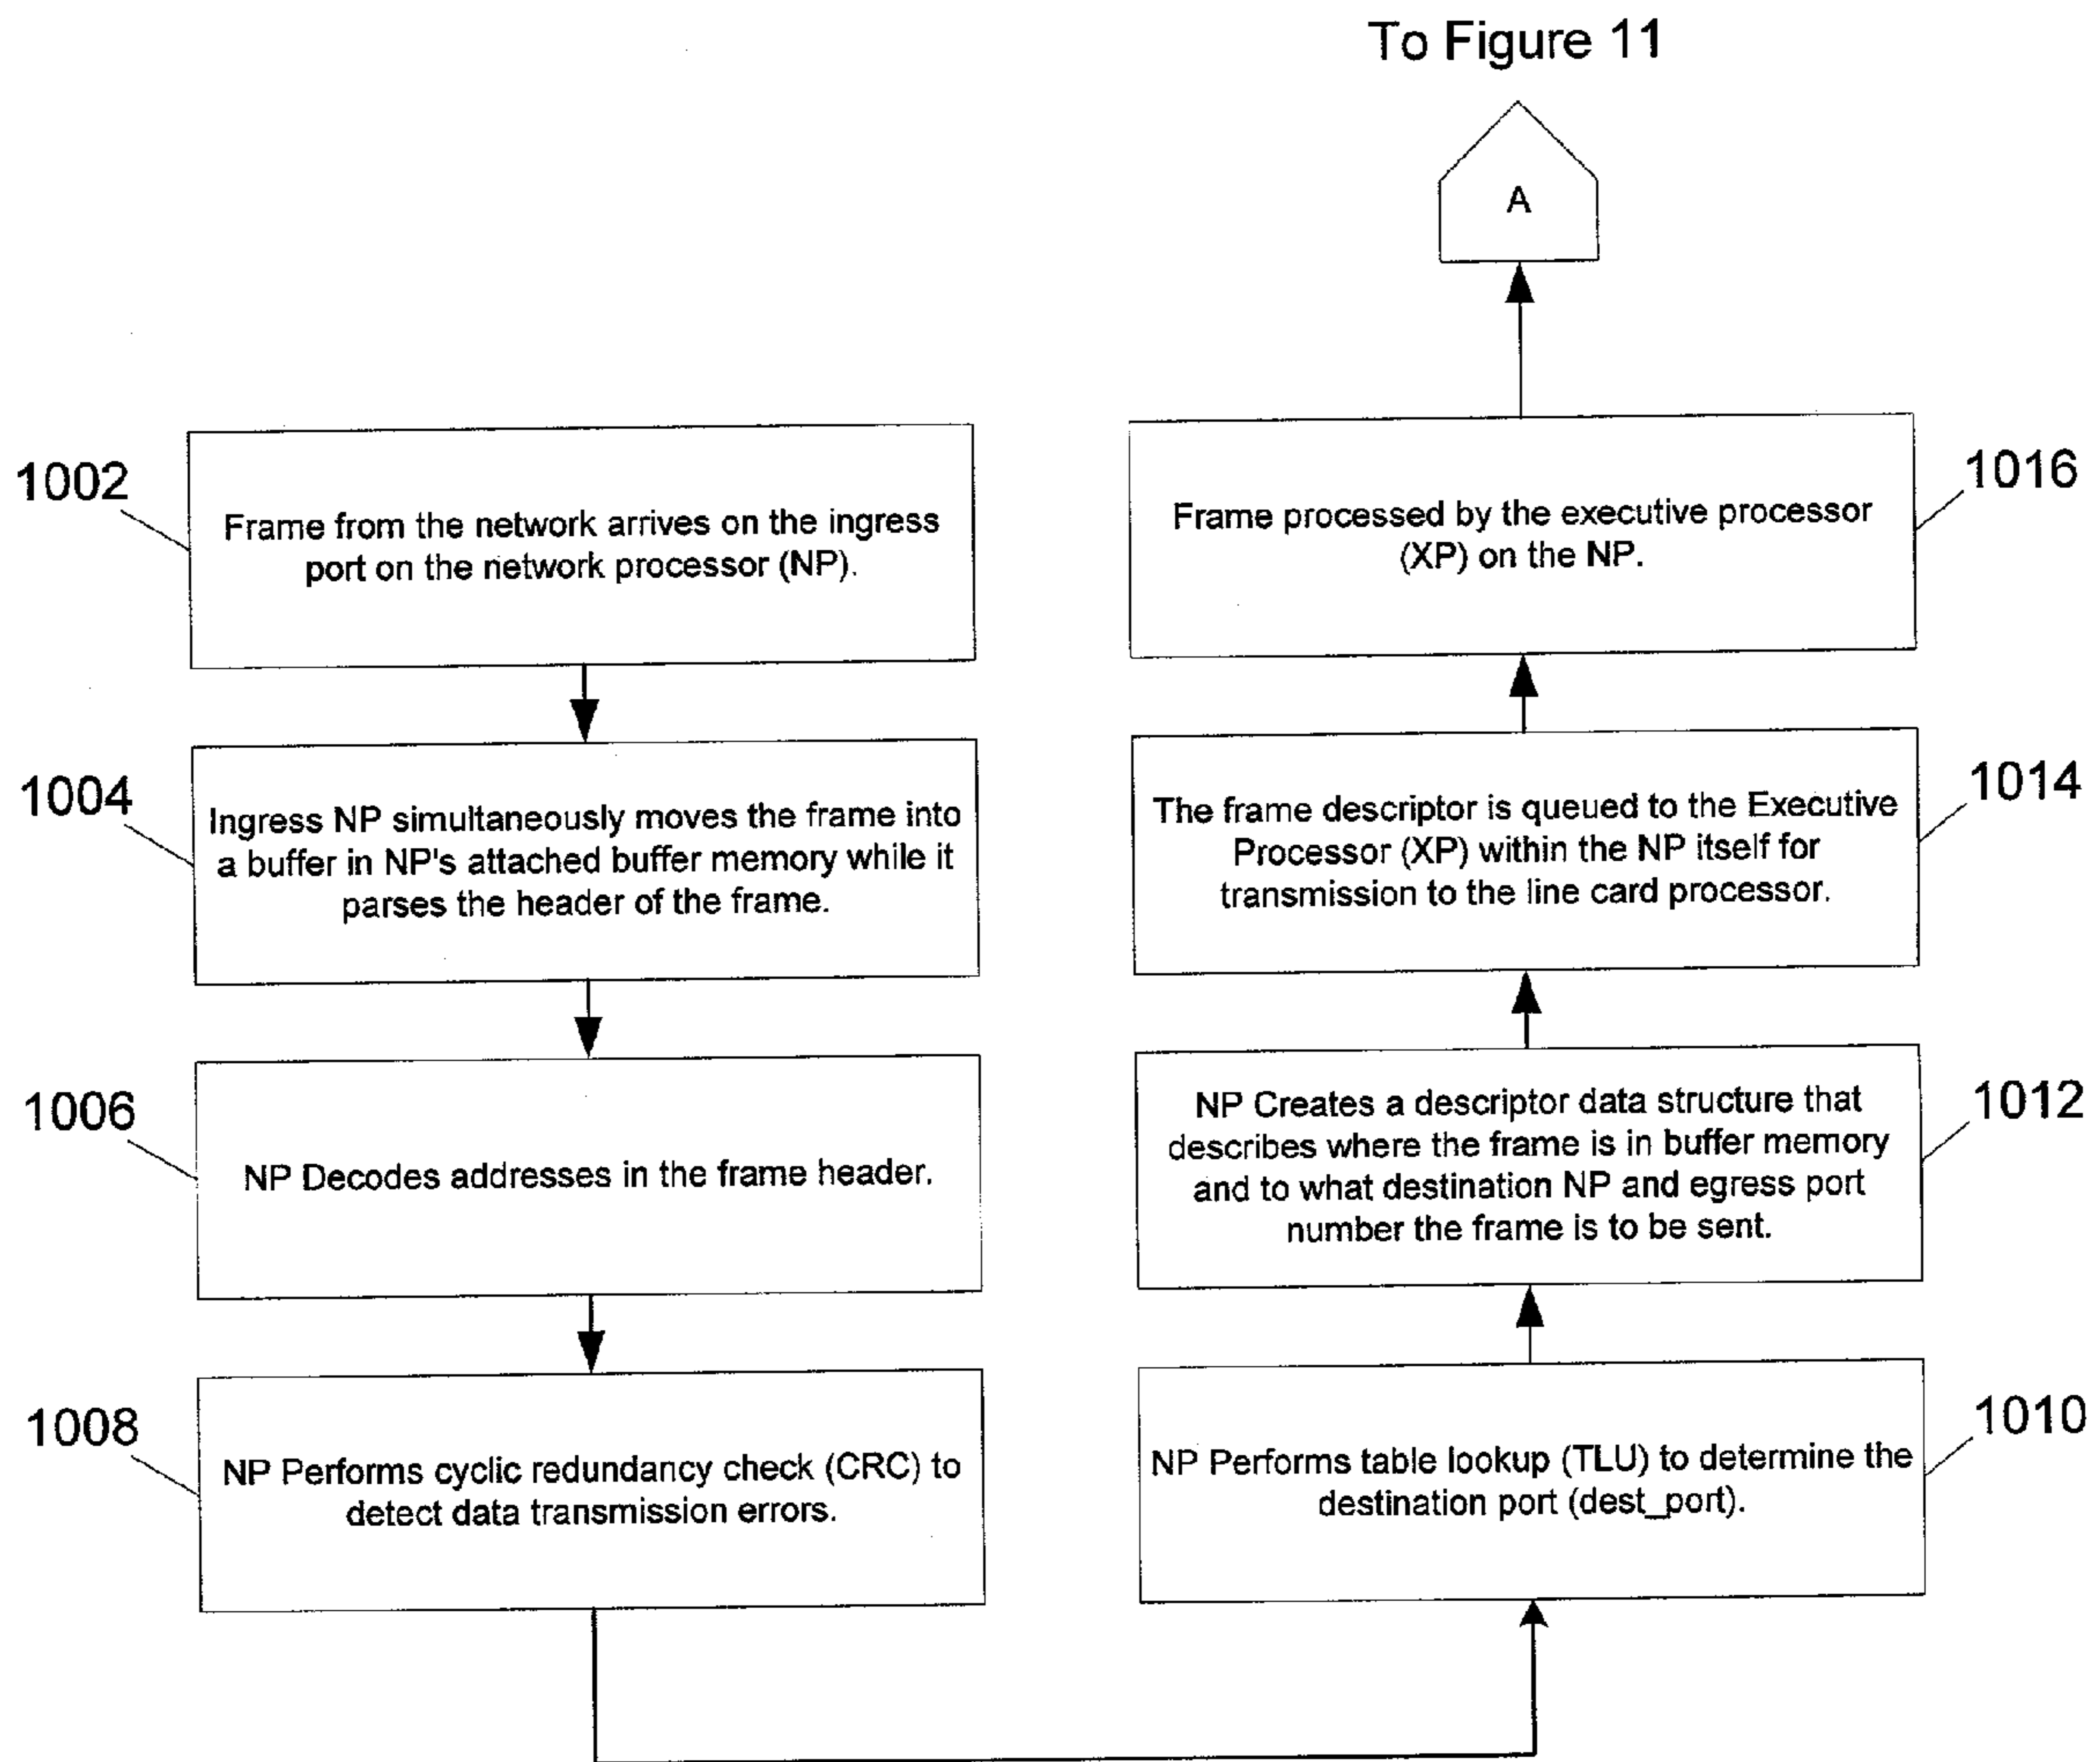 To Figure 11
A
1002
Frame from the network arrives on the ingress
port on the network processor (NP).
1004
Ingress NP simultaneously moves the frame into
a buffer in NP's attached buffer memory while it
parses the header of the frame.
1006
NP Decodes addresses in the frame header.
1008
NP Performs cyclic redundancy check (CRC) to
detect data transmission errors.
1010
NP Performs table lookup (TLU) to determine the
destination port (dest_port).
1012
NP Creates a descriptor data structure that
describes where the frame is in buffer memory
and to what destination NP and egress port
number the frame is to be sent.
1014
The frame descriptor is queued to the Executive
Processor (XP) within the NP itself for
transmission to the line card processor.
1016
Frame processed by the executive processor
(XP) on the NP.